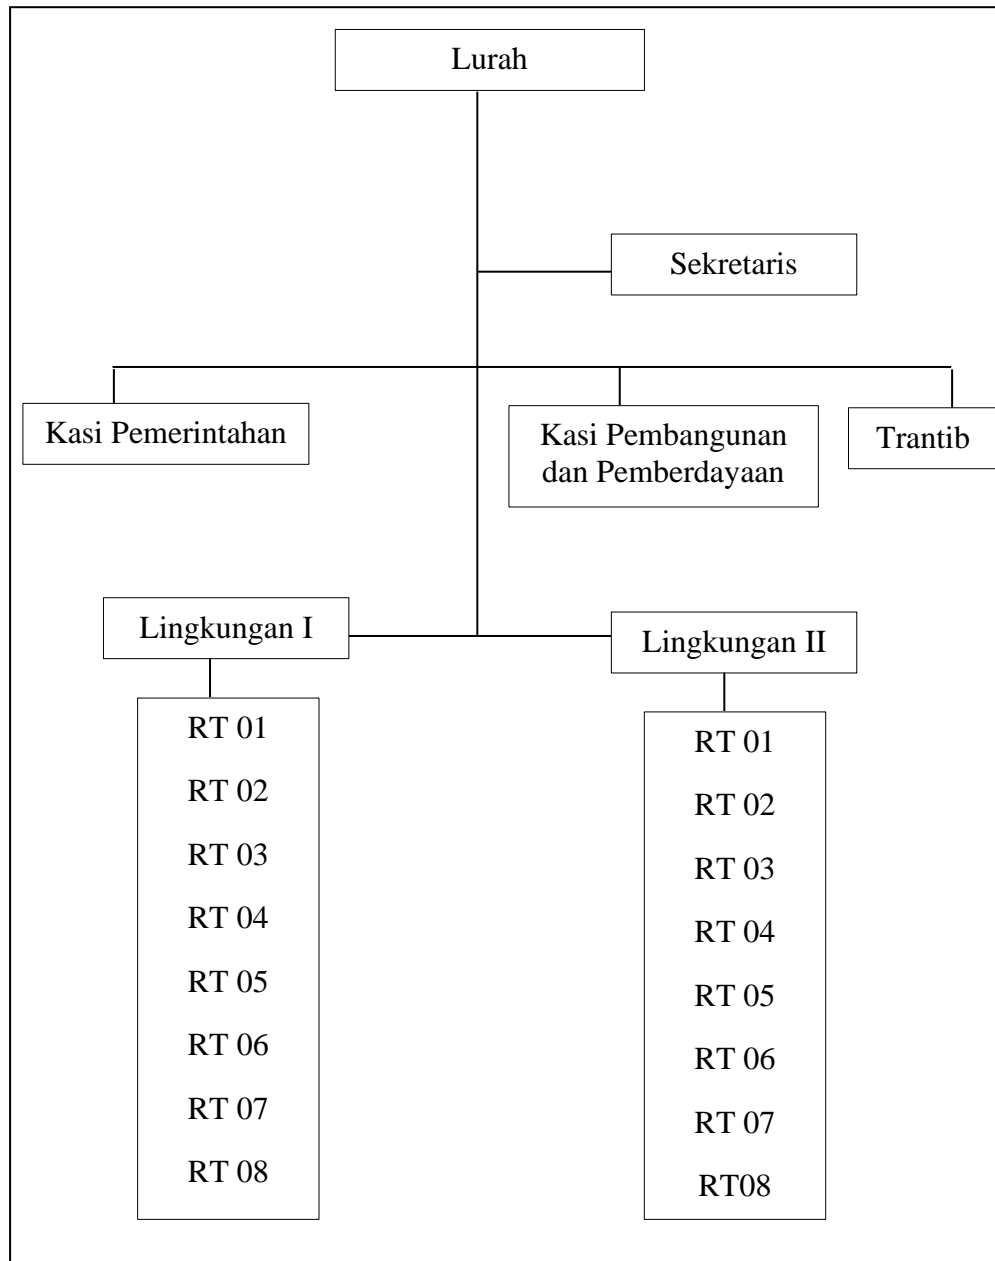 Lurah
Sekretaris
Kasi Pemerintahan
Kasi Pembangunan
dan Pemberdayaan
Trantib
Lingkungan I
Lingkungan II
RT 01
RT 02
RT 03
RT 04
RT 05
RT 06
RT 07
RT 08
RT 01
RT 02
RT 03
RT 04
RT 05
RT 06
RT 07
RT08